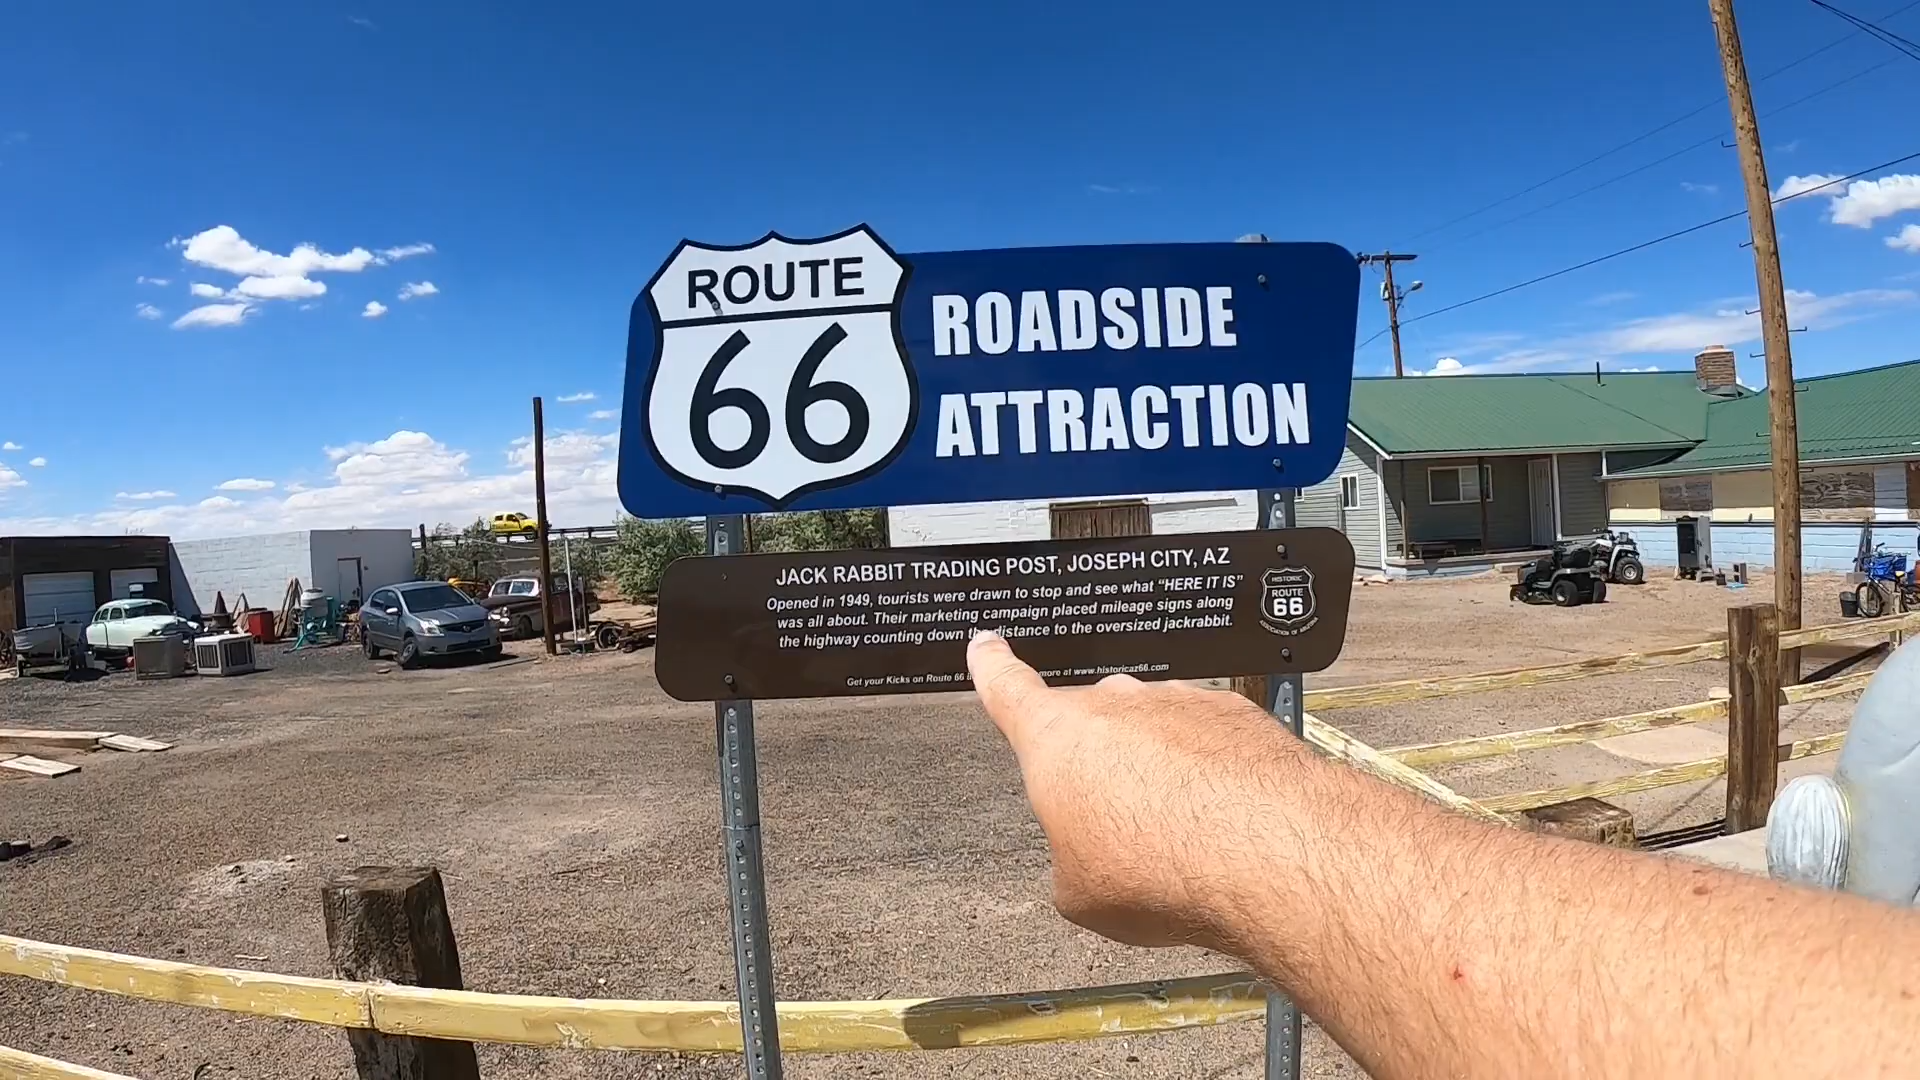 ROUTE
66
ROADSIDE
ATTRACTION
JACK RABBIT TRADING POST, JOSEPH CITY, AZ
Opened in 1949, tourists were drawn to stop and see what "HERE IT IS"
was all about. Their marketing campaign placed mileage signs along
the highway counting down the distance to the oversized jackrabbit.
HISTORIC
ROUTE
66
ASSOCIATION OF ARIZONA
Get your Kicks on Route 66 more at www.historicaz66.com